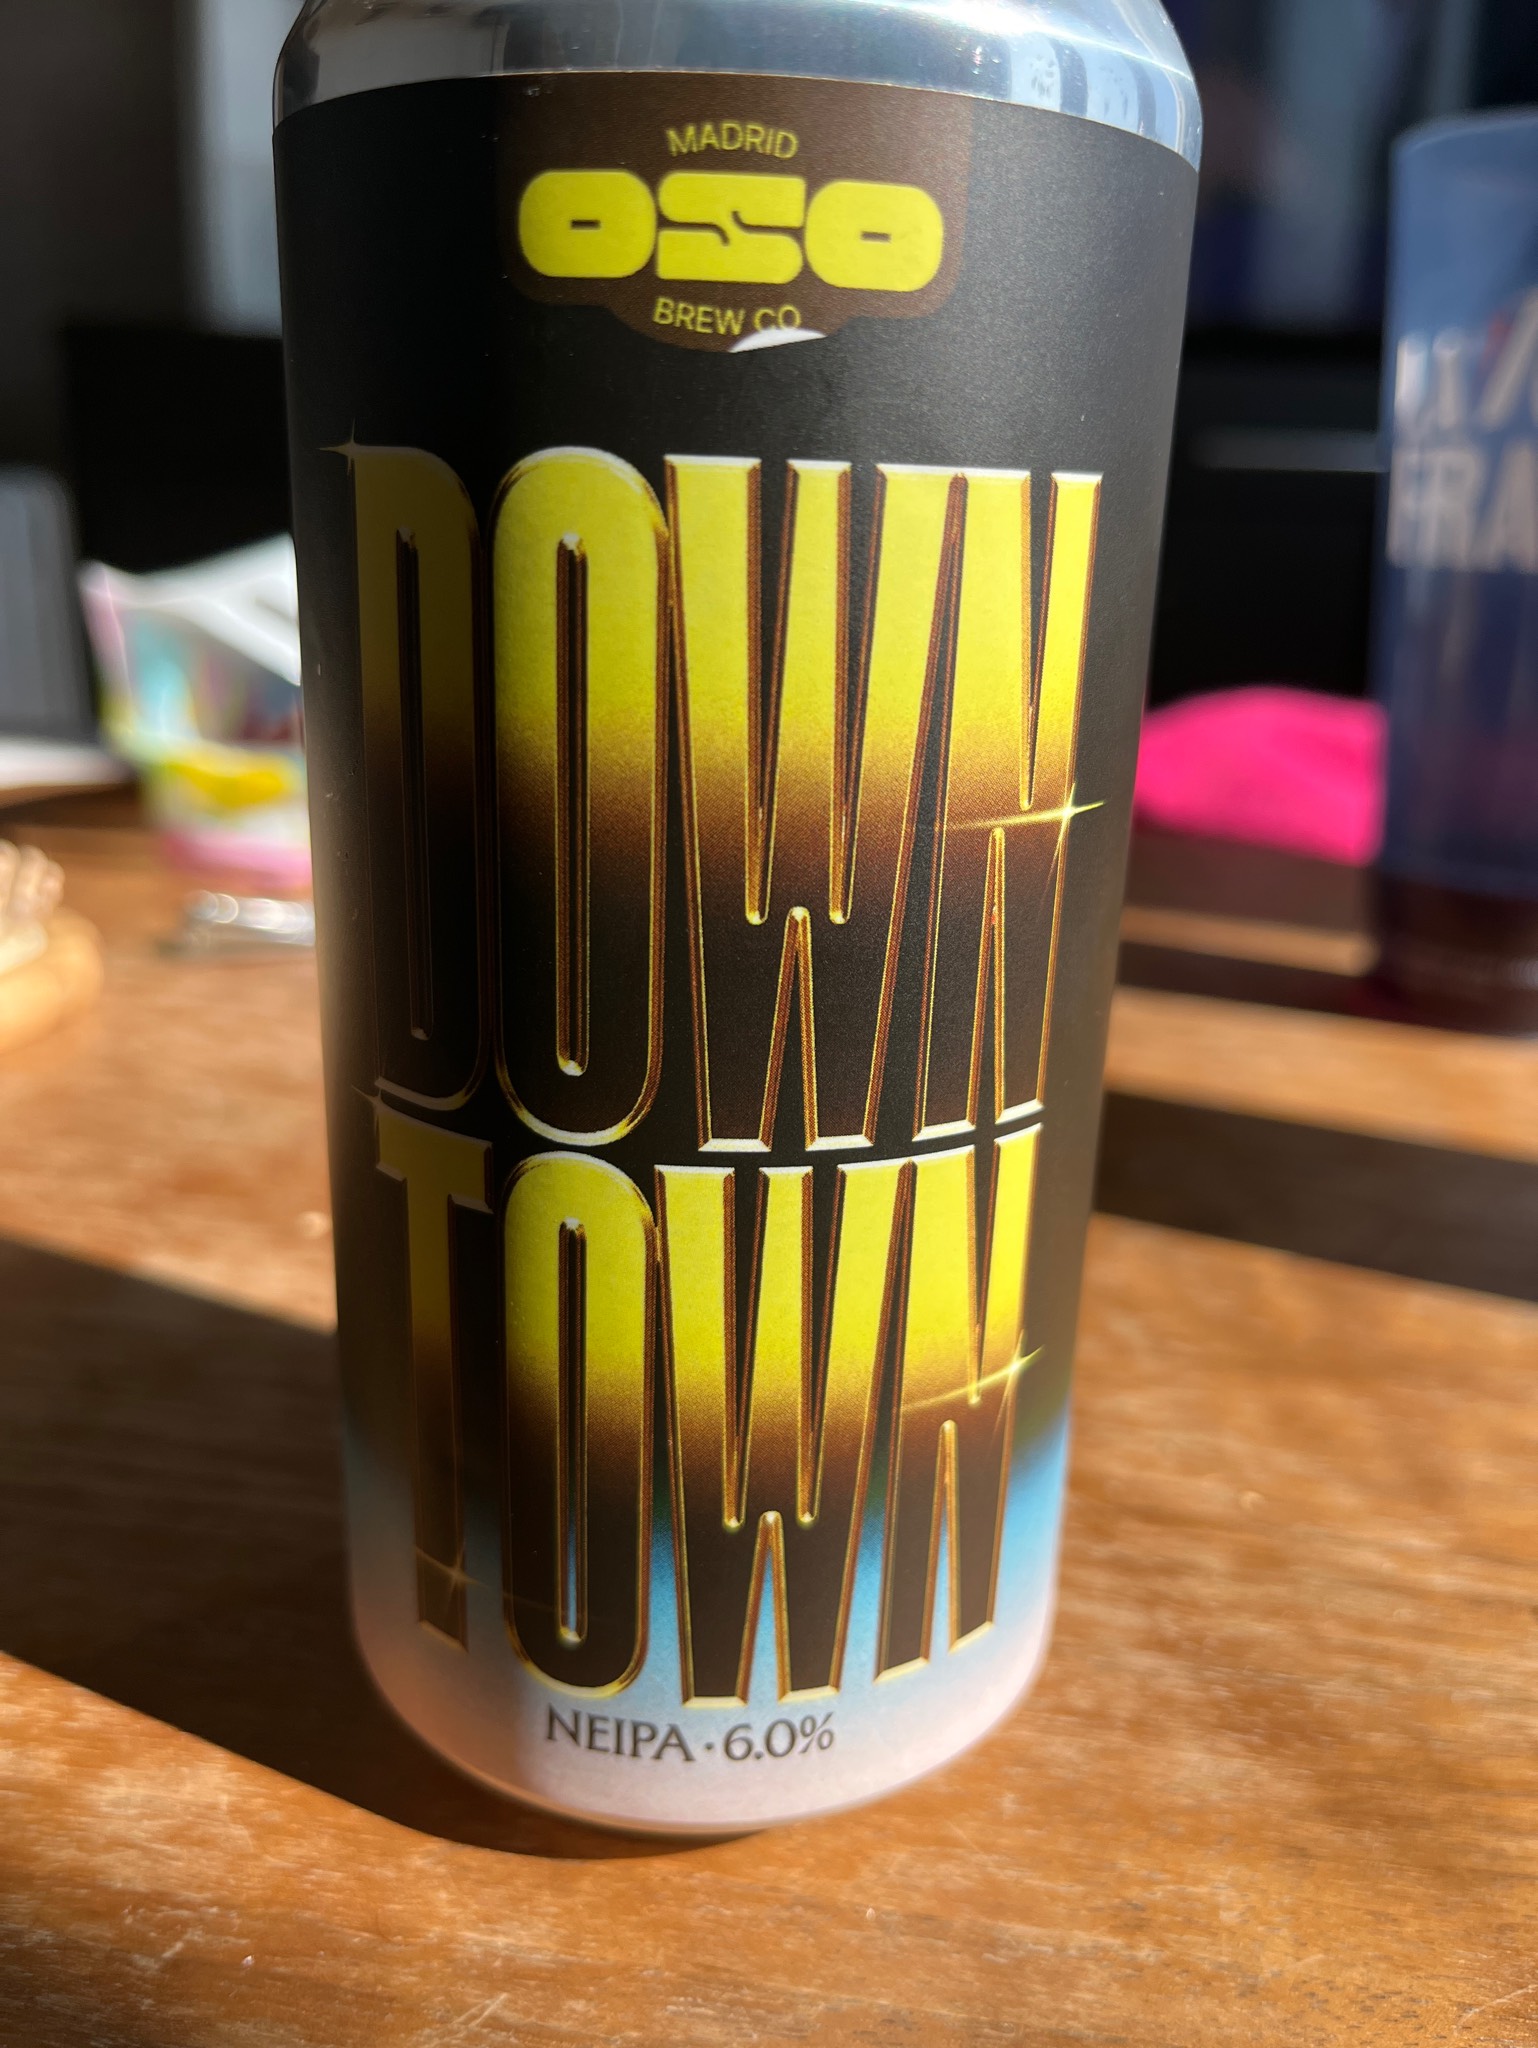 MADRID
OSO
BREW CO
DOWN
TOWN
NEIPA · 6.0%